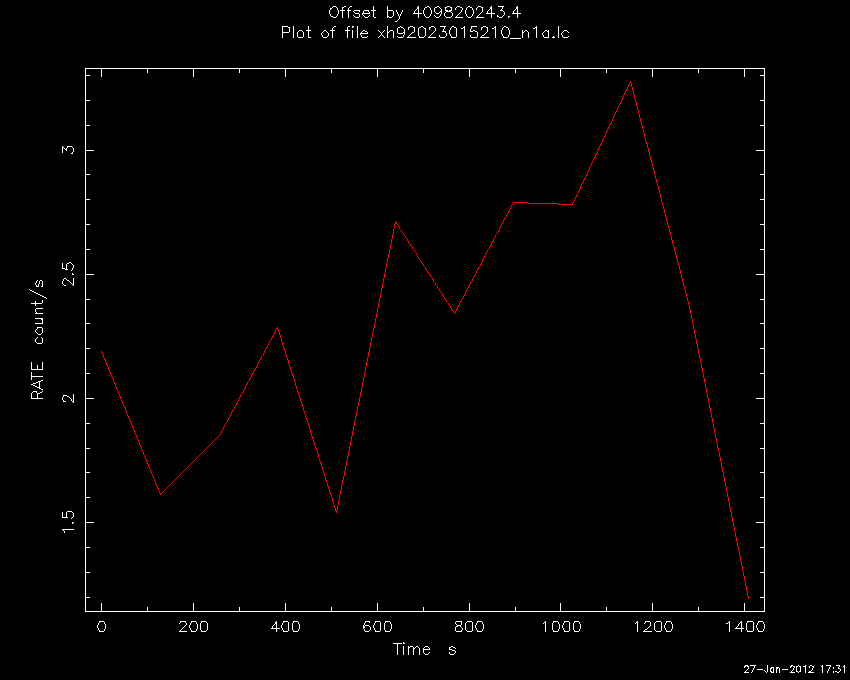 Offset by 409820243.4
Plot of file xh92023015210_n1a.lc
3
2.5
2
1.5
RATE count/s
0 200 400 600 800 1000 1200 1400
Time s
27-Jan-2012 17:31